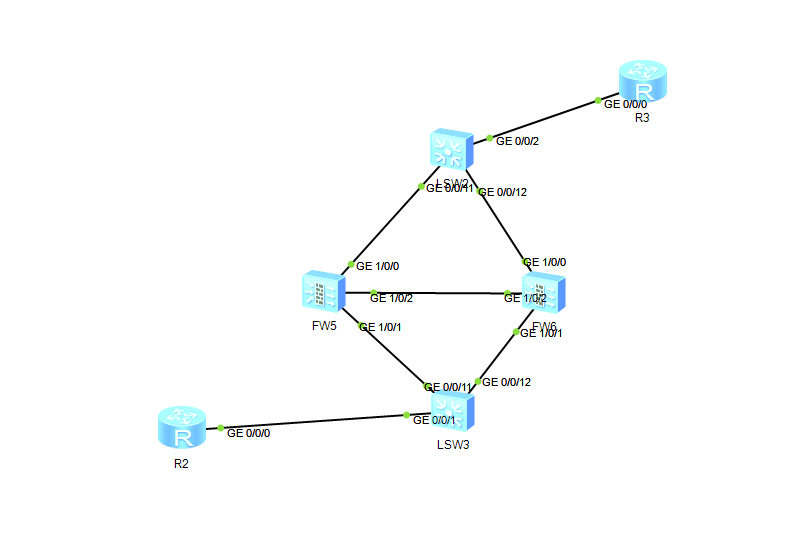 R
GE 0/0/0
R3
GE 0/0/2
LSW2
GE 0/0/11
GE 0/0/12
GE 1/0/0
GE 1/0/0
GE 1/0/2
GE 1/0/2
FW5
FW6
GE 1/0/1
GE 1/0/1
GE 0/0/11
GE 0/0/12
R
GE 0/0/0
GE 0/0/1
R2
LSW3